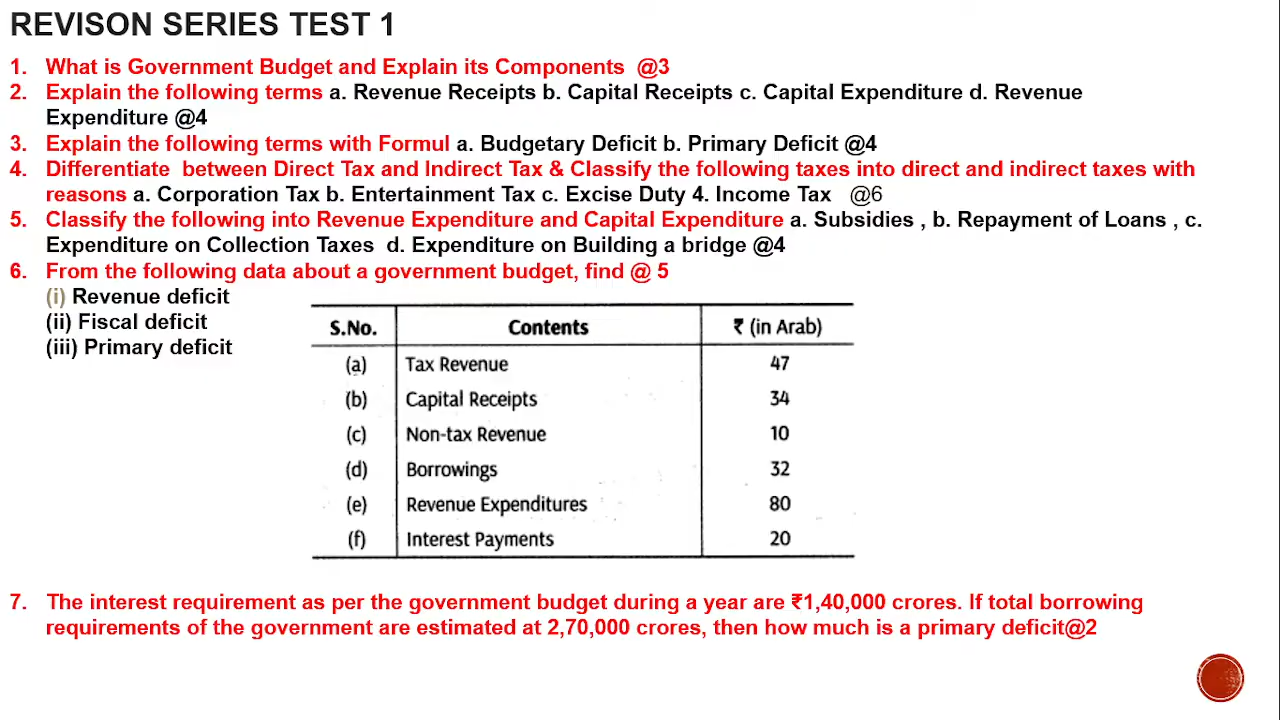 REVISON SERIES TEST 1
1. What is Government Budget and Explain its Components @3
2. Explain the following terms a. Revenue Receipts b. Capital Receipts c. Capital Expenditure d. Revenue
Expenditure @4
3. Explain the following terms with Formul a. Budgetary Deficit b. Primary Deficit @4
4. Differentiate between Direct Tax and Indirect Tax & Classify the following taxes into direct and indirect taxes with
reasons a. Corporation Tax b. Entertainment Tax c. Excise Duty 4. Income Tax @6
5. Classify the following into Revenue Expenditure and Capital Expenditure a. Subsidies , b. Repayment of Loans , c.
Expenditure on Collection Taxes d. Expenditure on Building a bridge @4
6. From the following data about a government budget, find @ 5
(i) Revenue deficit
(ii) Fiscal deficit
(iii) Primary deficit
S.No. Contents ₹ (in Arab)
(a) Tax Revenue 47
(b) Capital Receipts 34
(c) Non-tax Revenue 10
(d) Borrowings 32
(e) Revenue Expenditures 80
(f) Interest Payments 20
7. The interest requirement as per the government budget during a year are ₹1,40,000 crores. If total borrowing
requirements of the government are estimated at 2,70,000 crores, then how much is a primary deficit@2